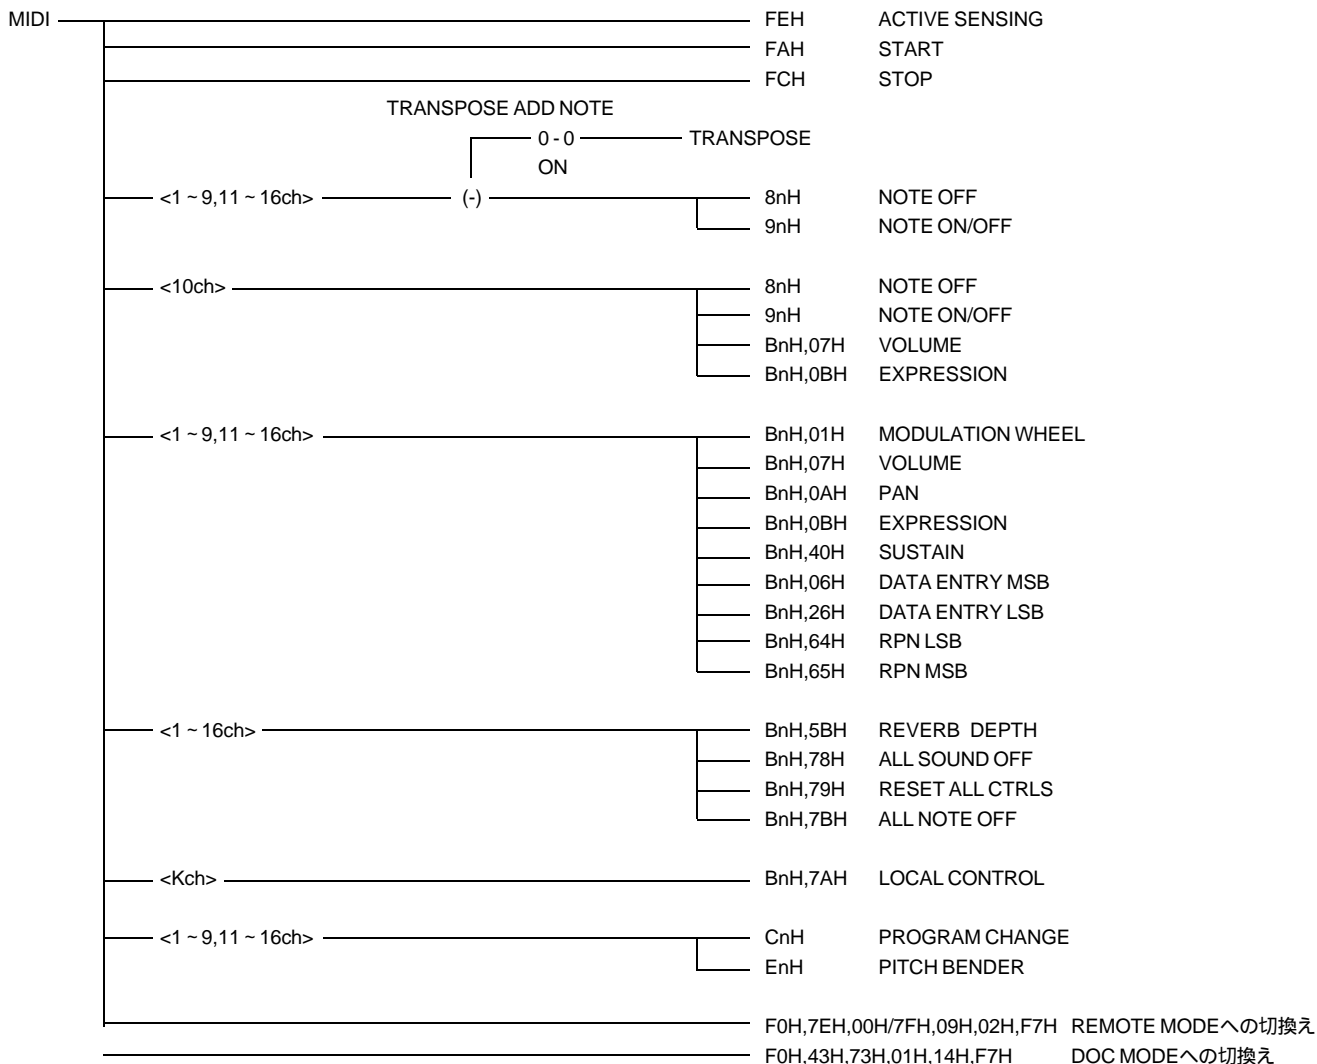 MIDI FEH ACTIVE SENSING
FAH START
FCH STOP
TRANSPOSE ADD NOTE
0 - 0 TRANSPOSE
ON
<1 ~ 9,11 ~ 16ch> (-) 8nH NOTE OFF
9nH NOTE ON/OFF
<10ch> 8nH NOTE OFF
9nH NOTE ON/OFF
BnH,07H VOLUME
BnH,0BH EXPRESSION
<1 ~ 9,11 ~ 16ch> BnH,01H MODULATION WHEEL
BnH,07H VOLUME
BnH,0AH PAN
BnH,0BH EXPRESSION
BnH,40H SUSTAIN
BnH,06H DATA ENTRY MSB
BnH,26H DATA ENTRY LSB
BnH,64H RPN LSB
BnH,65H RPN MSB
<1 ~ 16ch> BnH,5BH REVERB DEPTH
BnH,78H ALL SOUND OFF
BnH,79H RESET ALL CTRLS
BnH,7BH ALL NOTE OFF
<Kch> BnH,7AH LOCAL CONTROL
<1 ~ 9,11 ~ 16ch> CnH PROGRAM CHANGE
EnH PITCH BENDER
F0H,7EH,00H/7FH,09H,02H,F7H REMOTE MODEへの切換え
F0H,43H,73H,01H,14H,F7H DOC MODEへの切換え